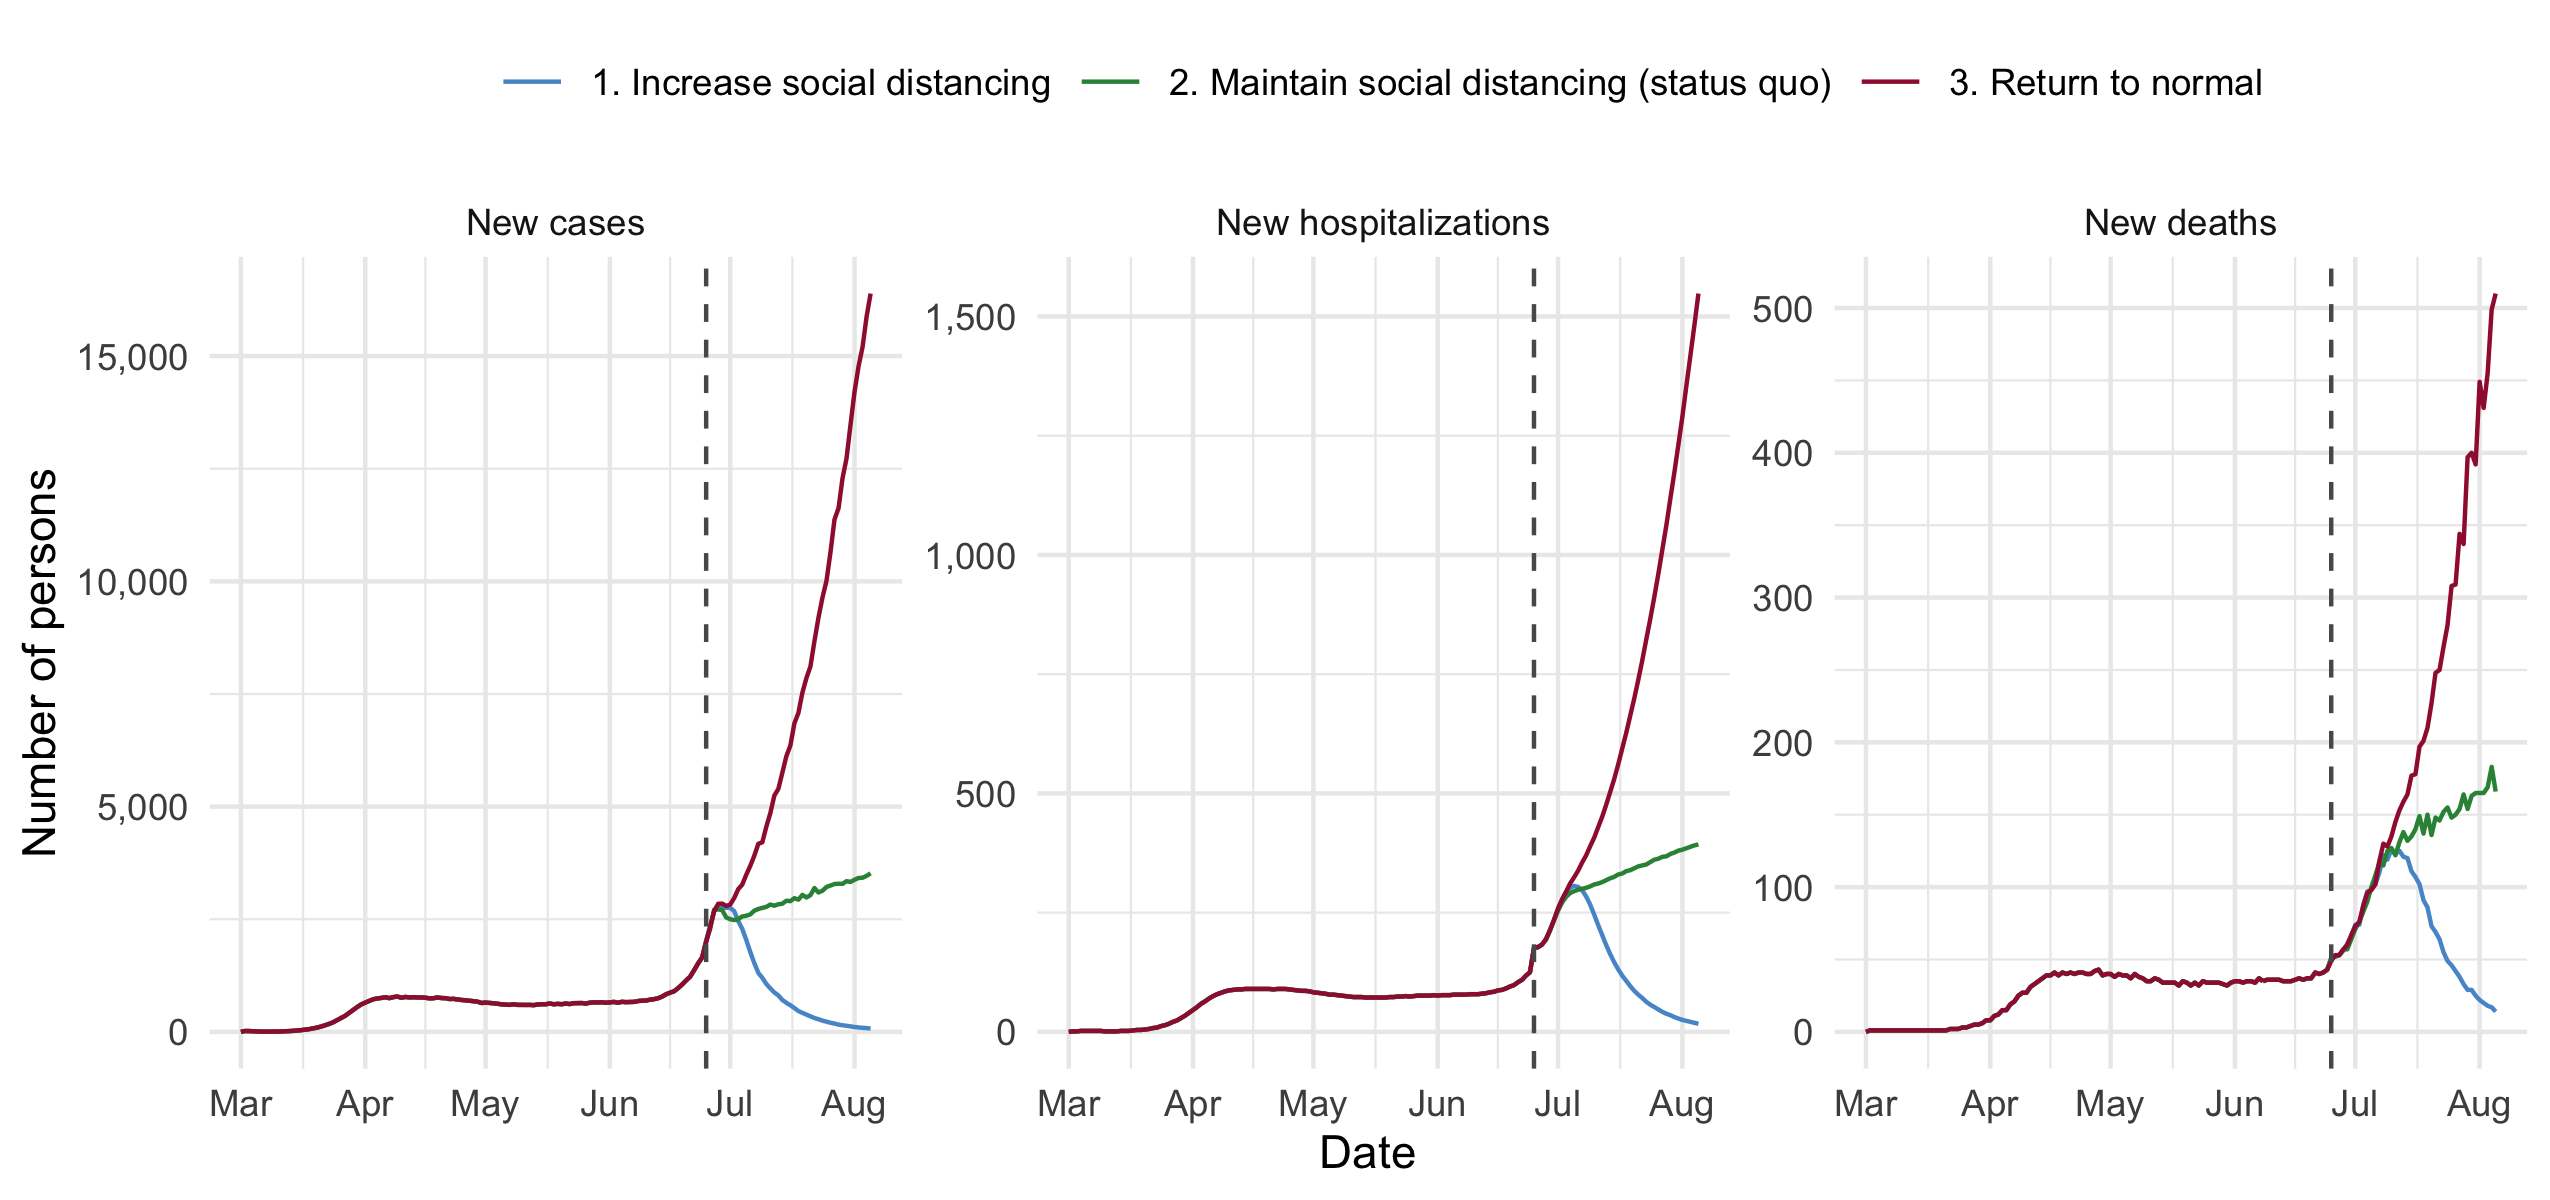 1. Increase social distancing 2. Maintain social distancing (status quo) 3. Return to normal
New cases New hospitalizations New deaths
Number of persons
15,000
10,000
5,000
0
1,500
1,000
500
0
500
400
300
200
100
0
Mar Apr May Jun Jul Aug
Mar Apr May Jun Jul Aug
Mar Apr May Jun Jul Aug
Date